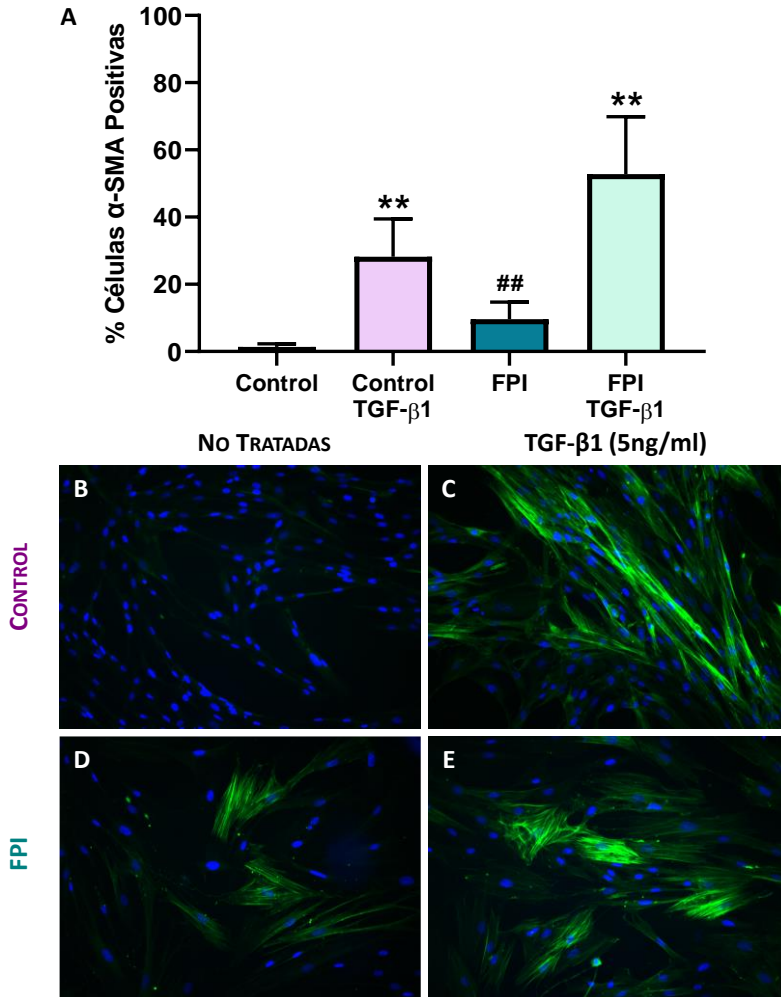 A
% Células α-SMA Positivas
100
80
60
40
20
0
**
##
**
Control
Control
TGF-β1
FPI
FPI
TGF-β1
NO TRATADAS
TGF-β1 (5ng/ml)
CONTROL
B
C
FPI
D
E